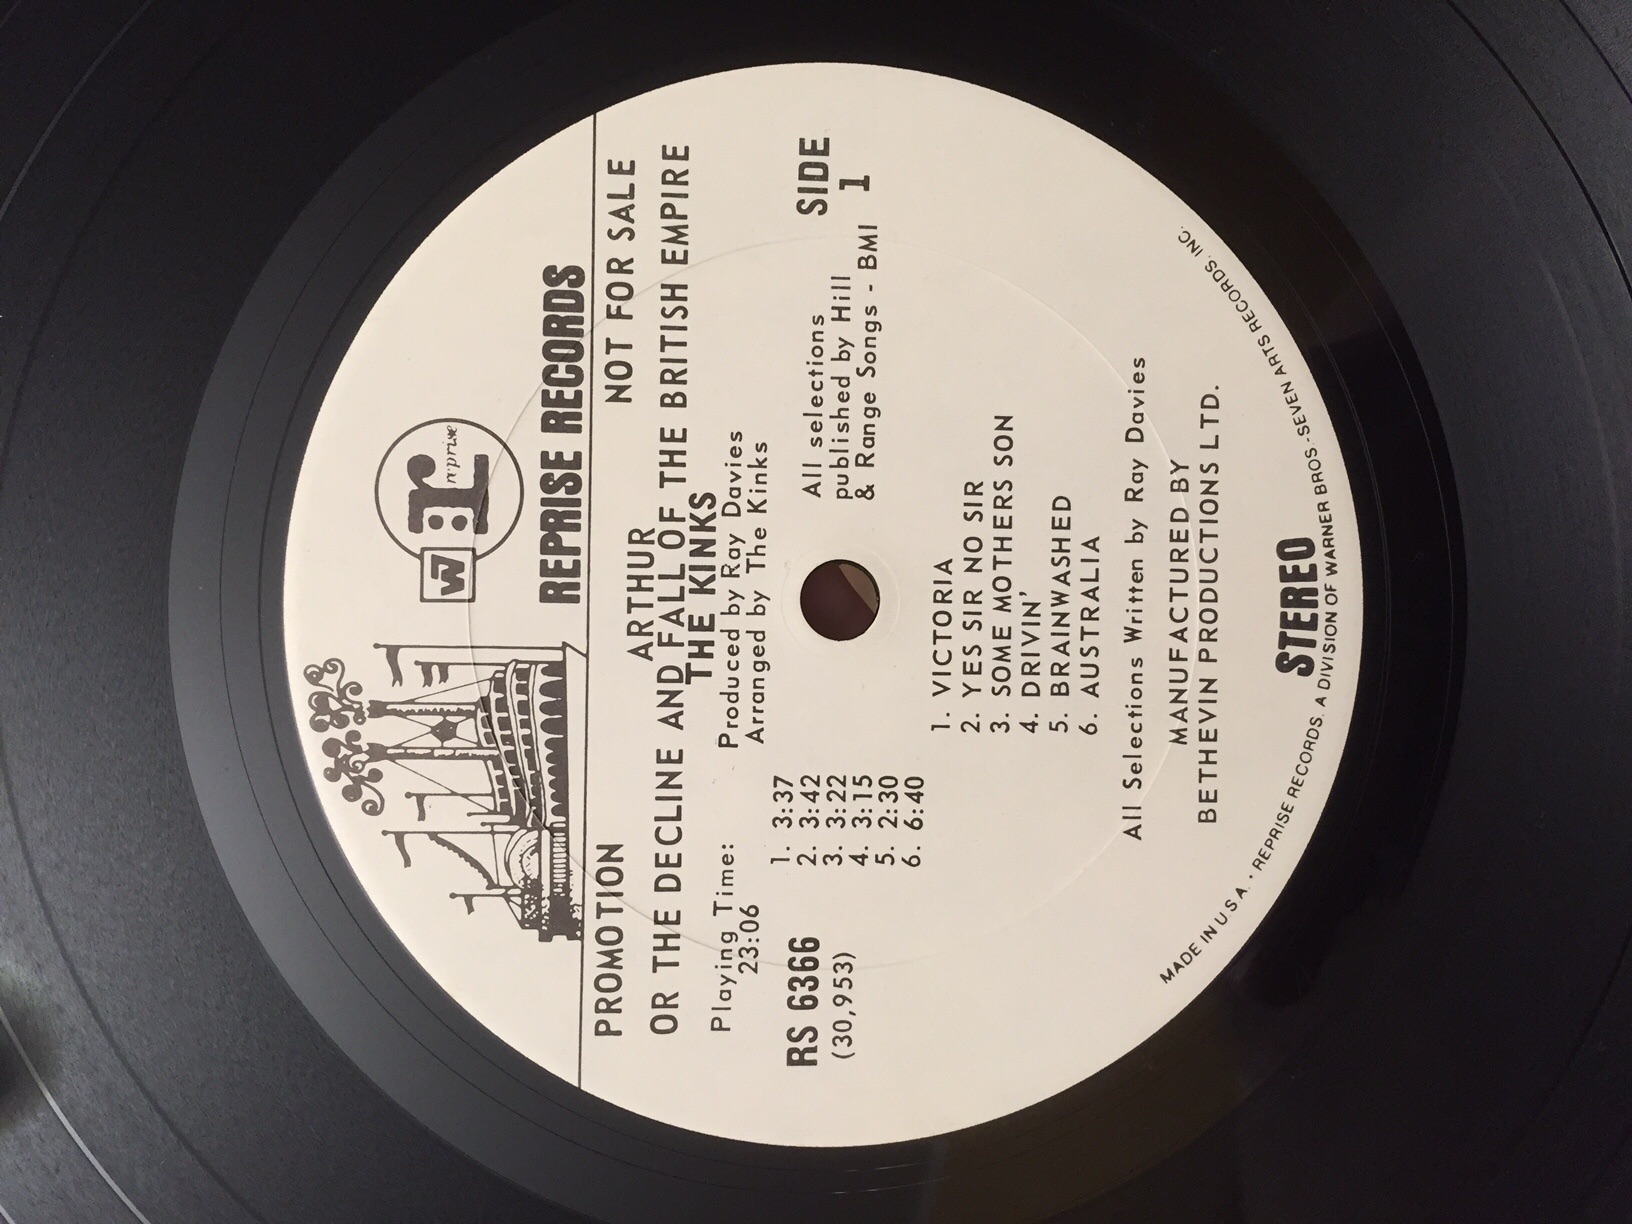 W
r:
reprise
REPRISE RECORDS
PROMOTION NOT FOR SALE
ARTHUR
OR THE DECLINE AND FALL OF THE BRITISH EMPIRE
THE KINKS
Produced by Ray Davies
Arranged by The Kinks
Playing Time:
23:06
RS 6366
(30,953)
1. 3:37
2. 3:42
3. 3:22
4. 3:15
5. 2:30
6. 6:40
All selections
published by Hill
& Range Songs - BMI
SIDE
1
1. VICTORIA
2. YES SIR NO SIR
3. SOME MOTHERS SON
4. DRIVIN'
5. BRAINWASHED
6. AUSTRALIA
All Selections Written by Ray Davies
MANUFACTURED BY
BETHEVIN PRODUCTIONS LTD.
STEREO
MADE IN U S A. • REPRISE RECORDS, A DIVISION OF WARNER BROS.-SEVEN ARTS RECORDS, INC.